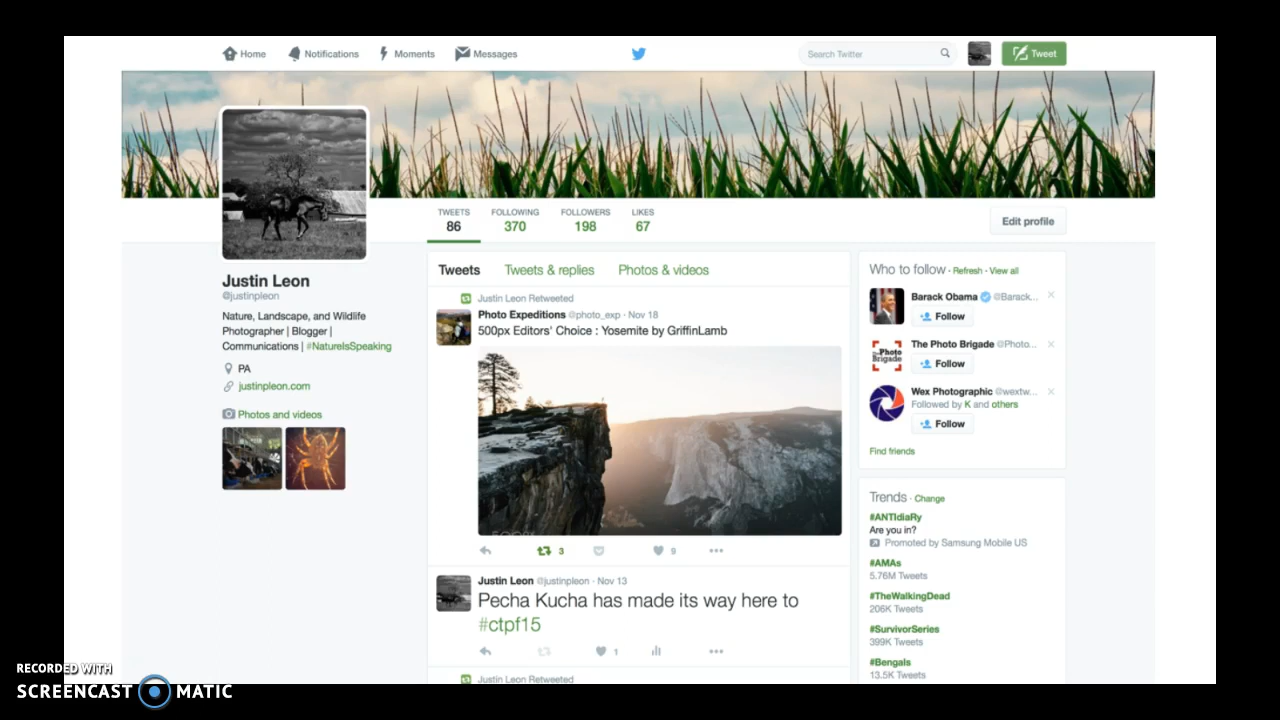 Home Notifications Moments Messages Search Twitter Tweet
TWEETS FOLLOWING FOLLOWERS LIKES
86 370 198 67
Edit profile
Justin Leon
@justinpleon
Nature, Landscape, and Wildlife
Photographer | Blogger |
Communications | #NatureIsSpeaking
PA
justinpleon.com
Photos and videos
Tweets Tweets & replies Photos & videos
Justin Leon Retweeted
Photo Expeditions @photo_exp · Nov 18
500px Editors' Choice : Yosemite by GriffinLamb
3 9
Justin Leon @justinpleon · Nov 13
Pecha Kucha has made its way here to
#ctpf15
1
Justin Leon Retweeted
Who to follow · Refresh · View all
Barack Obama @Barack...
Follow
The Photo Brigade @Photo...
Follow
The Photo
Brigade
Wex Photographic @wextw...
Followed by K and others
Follow
Find friends
Trends · Change
#ANTIdiaRy
Are you in?
Promoted by Samsung Mobile US
#AMAs
5.76M Tweets
#TheWalkingDead
206K Tweets
#SurvivorSeries
399K Tweets
#Bengals
13.5K Tweets
RECORDED WITH
SCREENCAST MATIC